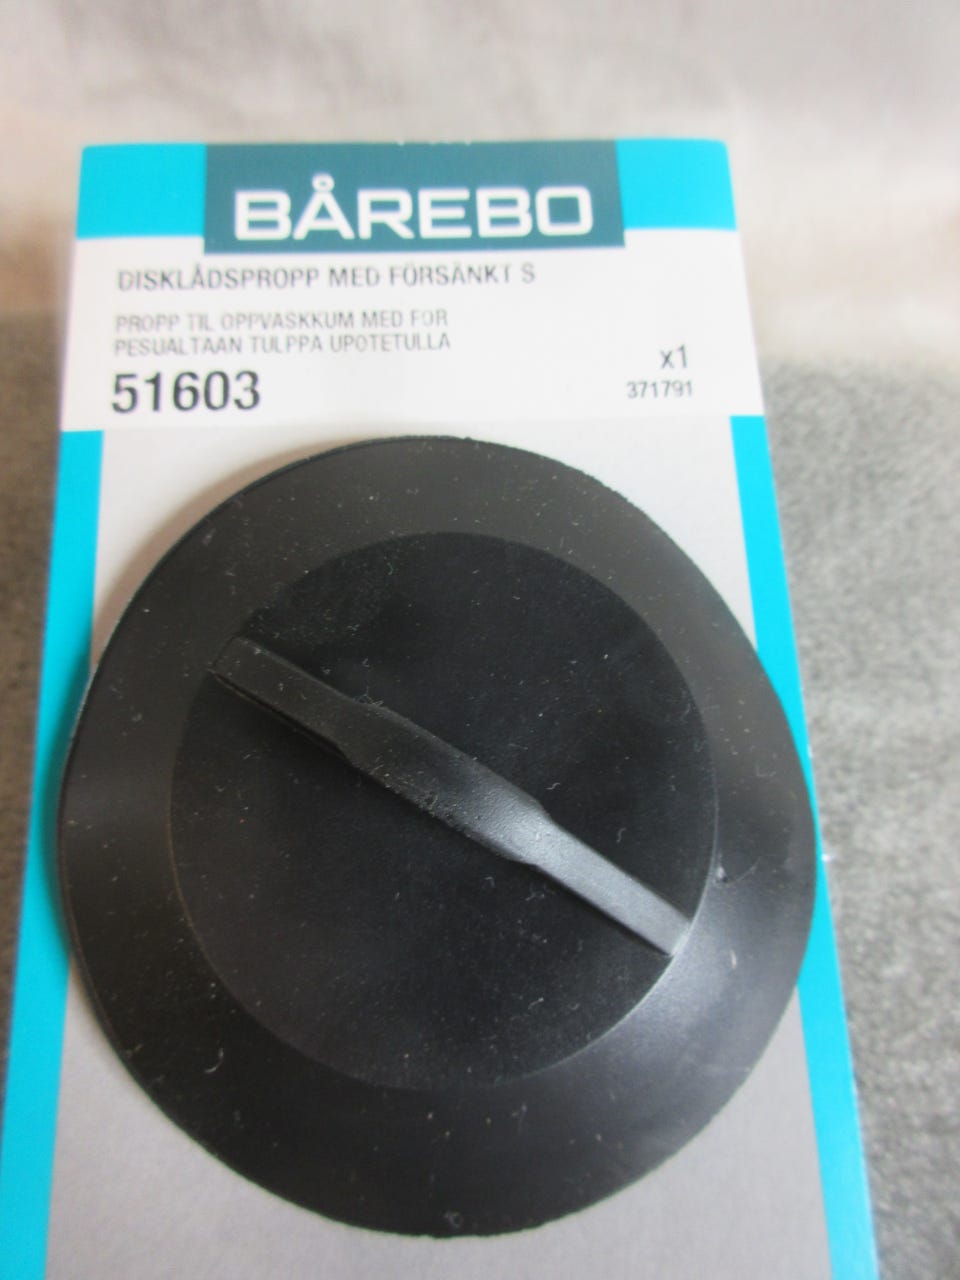 BÅREBO
DISKLÅDSPROPP MED FÖRSÄNKT S
PROPP TIL OPPVASKKUM MED FOR
PESUALTAAN TULPPA UPOTETULLA
51603
x1
371791